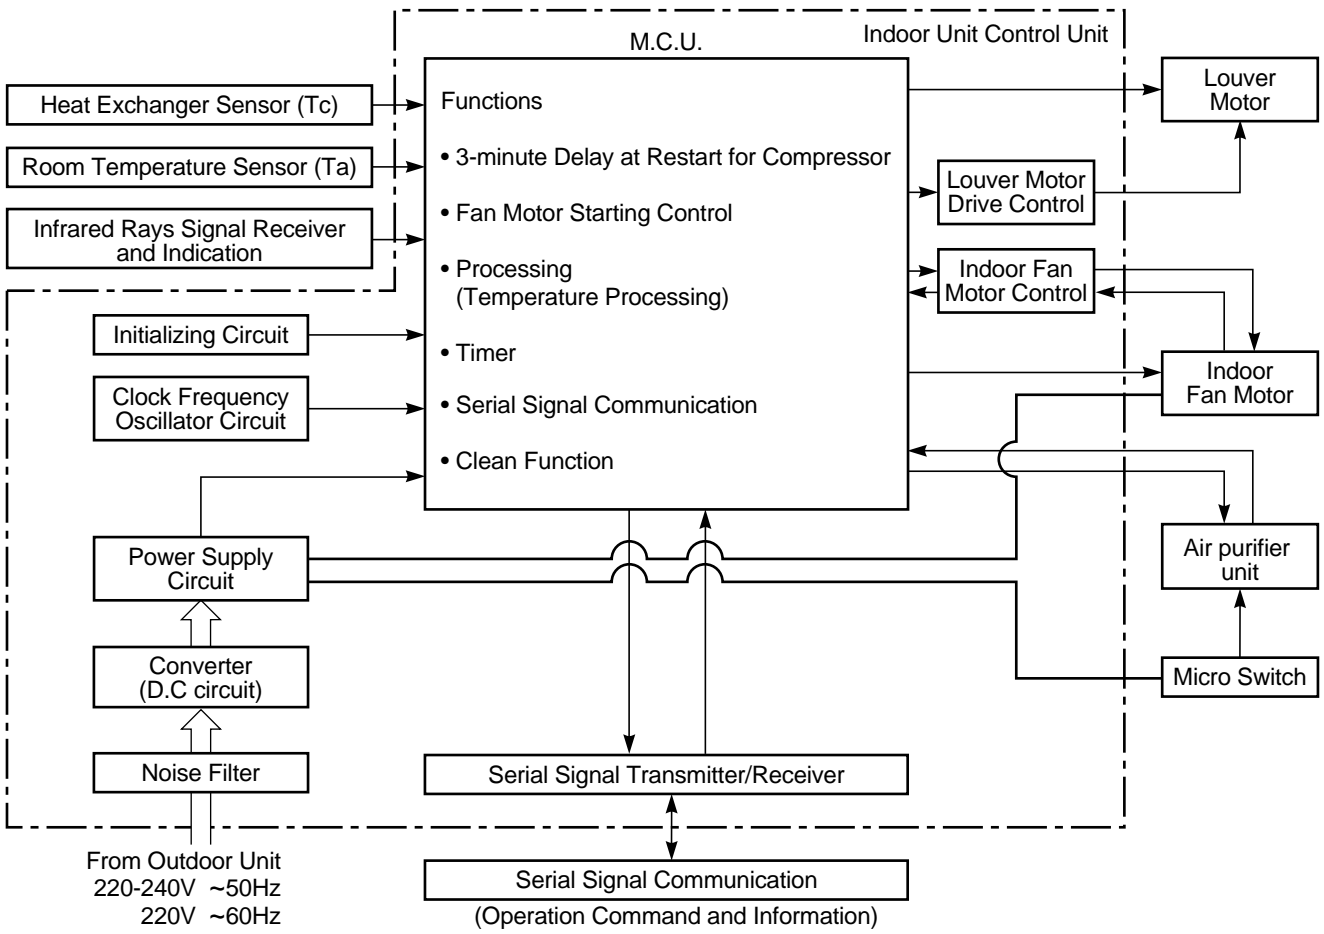 Indoor Unit Control Unit
M.C.U.
Heat Exchanger Sensor (Tc)
Room Temperature Sensor (Ta)
Infrared Rays Signal Receiver
and Indication
Initializing Circuit
Clock Frequency
Oscillator Circuit
Power Supply
Circuit
Converter
(D.C circuit)
Noise Filter
From Outdoor Unit
220-240V ~50Hz
220V ~60Hz
Functions
• 3-minute Delay at Restart for Compressor
• Fan Motor Starting Control
• Processing
(Temperature Processing)
• Timer
• Serial Signal Communication
• Clean Function
Louver
Motor
Louver Motor
Drive Control
Indoor Fan
Motor Control
Indoor
Fan Motor
Air purifier
unit
Micro Switch
Serial Signal Transmitter/Receiver
Serial Signal Communication
(Operation Command and Information)